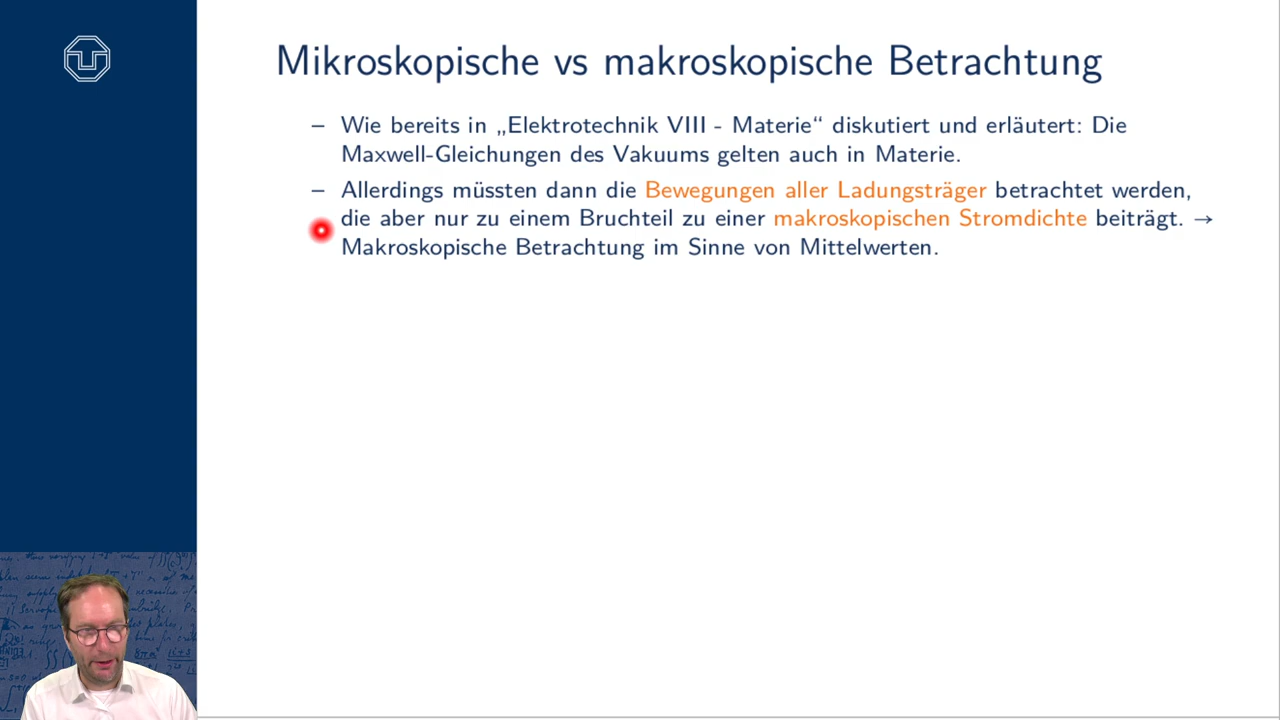 Mikroskopische vs makroskopische Betrachtung
– Wie bereits in „Elektrotechnik VIII - Materie“ diskutiert und erläutert: Die
Maxwell-Gleichungen des Vakuums gelten auch in Materie.
– Allerdings müssten dann die Bewegungen aller Ladungsträger betrachtet werden,
die aber nur zu einem Bruchteil zu einer makroskopischen Stromdichte beiträgt. →
Makroskopische Betrachtung im Sinne von Mittelwerten.